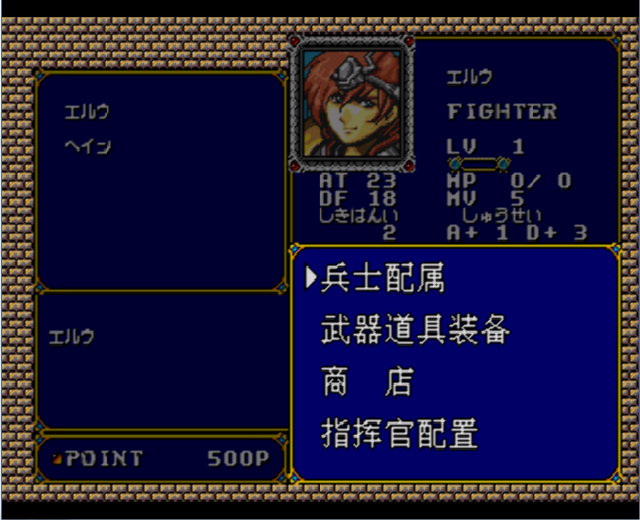 エルウ
ヘイン
エルウ
POINT 500P
エルウ
FIGHTER
LV 1
AT 23 MP 0/ 0
DF 18 MV 5
しきはんい しゅうせい
2 A+ 1 D+ 3
兵士配属
武器道具装备
商 店
指挥官配置